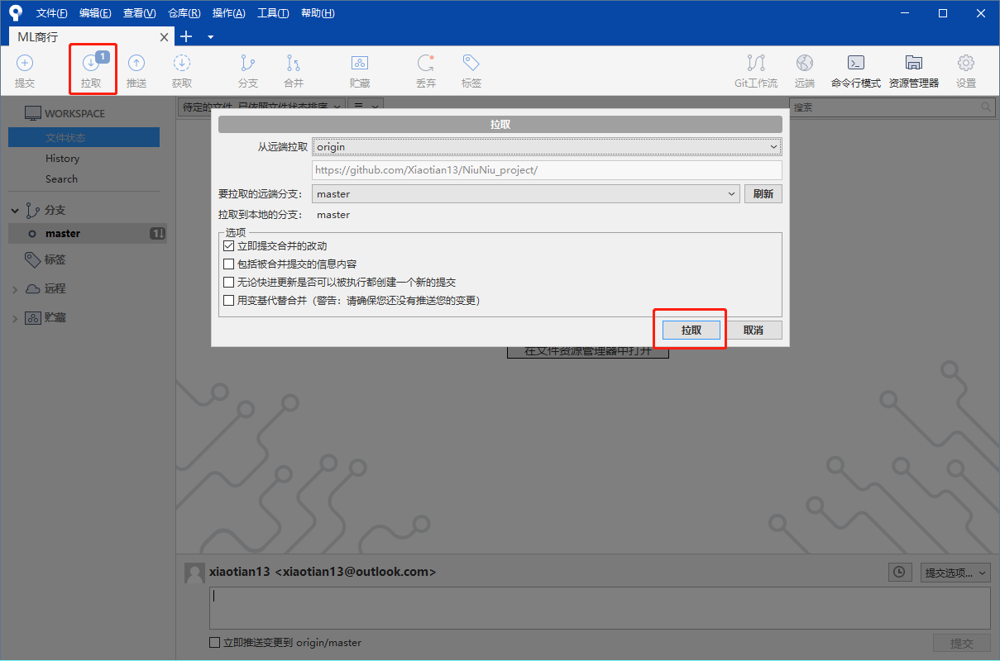 文件(F) 编辑(E) 查看(V) 仓库(R) 操作(A) 工具(T) 帮助(H)
ML商行
1
提交 拉取 推送 获取 分支 合并 贮藏 丢弃 标签 Git工作流 远端 命令行模式 资源管理器 设置
WORKSPACE
文件状态
History
Search
分支
master 1
标签
远程
贮藏
待定的文件, 已依照文件状态排序
搜索
拉取
从远端拉取 origin
https://github.com/Xiaotian13/NiuNiu_project/
要拉取的远端分支： master 刷新
拉取到本地的分支： master
选项
立即提交合并的改动
包括被合并提交的信息内容
无论快进更新是否可以被执行都创建一个新的提交
用变基代替合并（警告：请确保您还没有推送您的变更）
拉取 取消
在文件资源管理器中打开
xiaotian13 <xiaotian13@outlook.com>
提交选项...
立即推送变更到 origin/master
提交